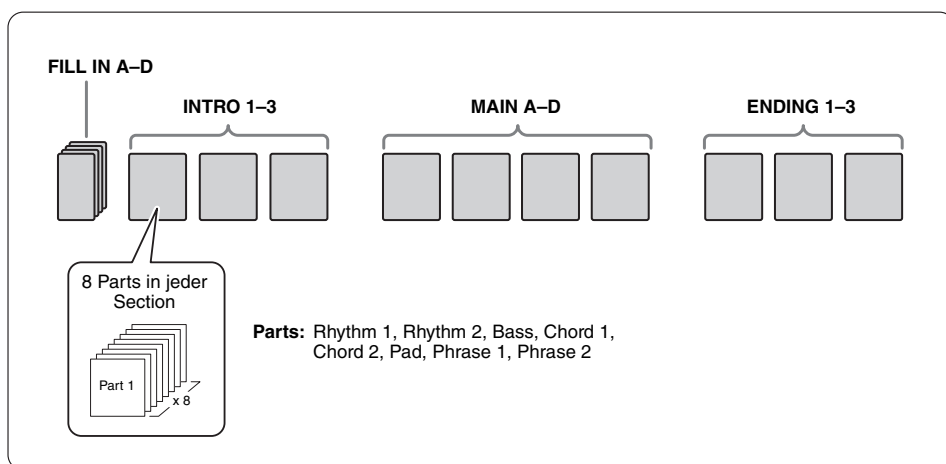 FILL IN A–D
INTRO 1–3
MAIN A–D
ENDING 1–3
8 Parts in jeder
Section
Part 1
x 8
Parts: Rhythm 1, Rhythm 2, Bass, Chord 1,
Chord 2, Pad, Phrase 1, Phrase 2